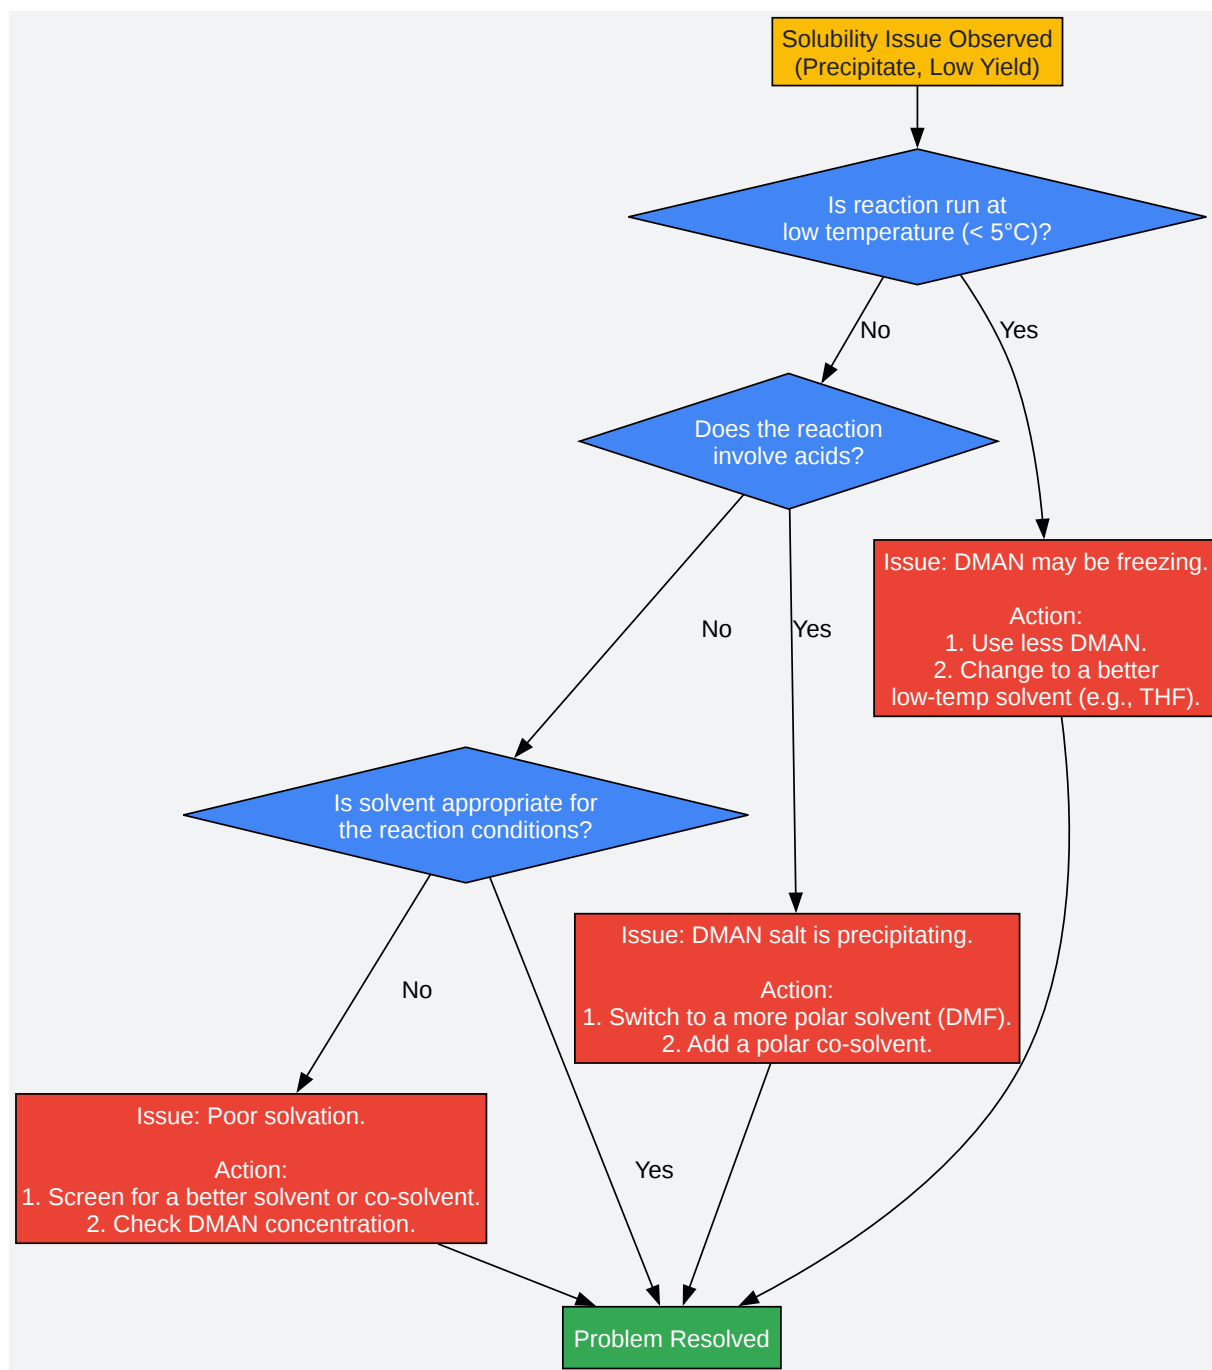 Solubility Issue Observed
(Precipitate, Low Yield)
Is reaction run at
low temperature (< 5°C)?
No
Yes
Does the reaction
involve acids?
Issue: DMAN may be freezing.
Action:
1. Use less DMAN.
2. Change to a better
low-temp solvent (e.g., THF).
No
Yes
Is solvent appropriate for
the reaction conditions?
Issue: DMAN salt is precipitating.
Action:
1. Switch to a more polar solvent (DMF).
2. Add a polar co-solvent.
No
Yes
Issue: Poor solvation.
Action:
1. Screen for a better solvent or co-solvent.
2. Check DMAN concentration.
Problem Resolved